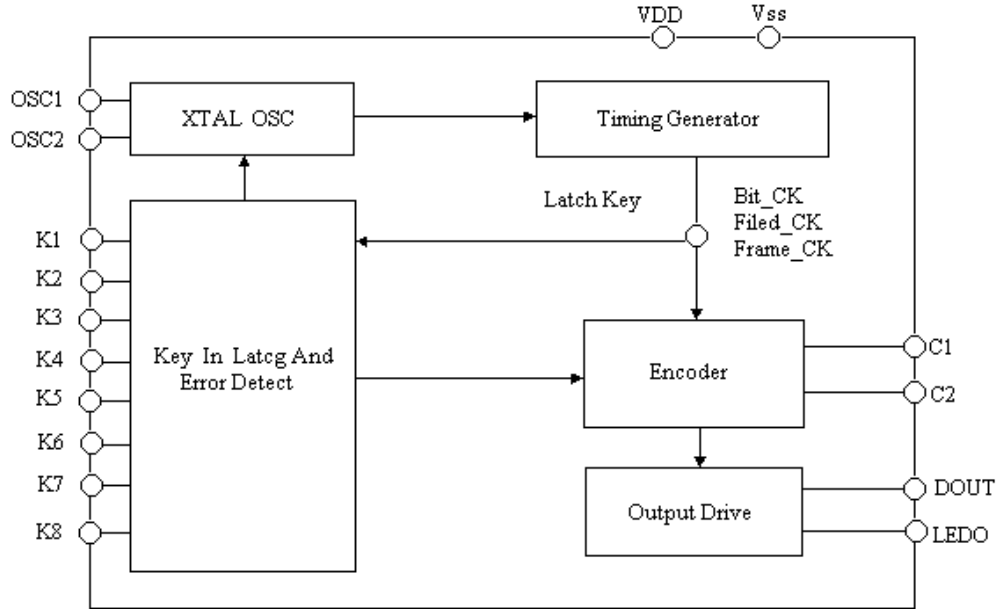 VDD Vss
OSC1
OSC2
XTAL OSC
Timing Generator
Latch Key
Bit_CK
Filed_CK
Frame_CK
K1
K2
K3
K4
K5
K6
K7
K8
Key In Latcg And
Error Detect
Encoder
C1
C2
Output Drive
DOUT
LEDO